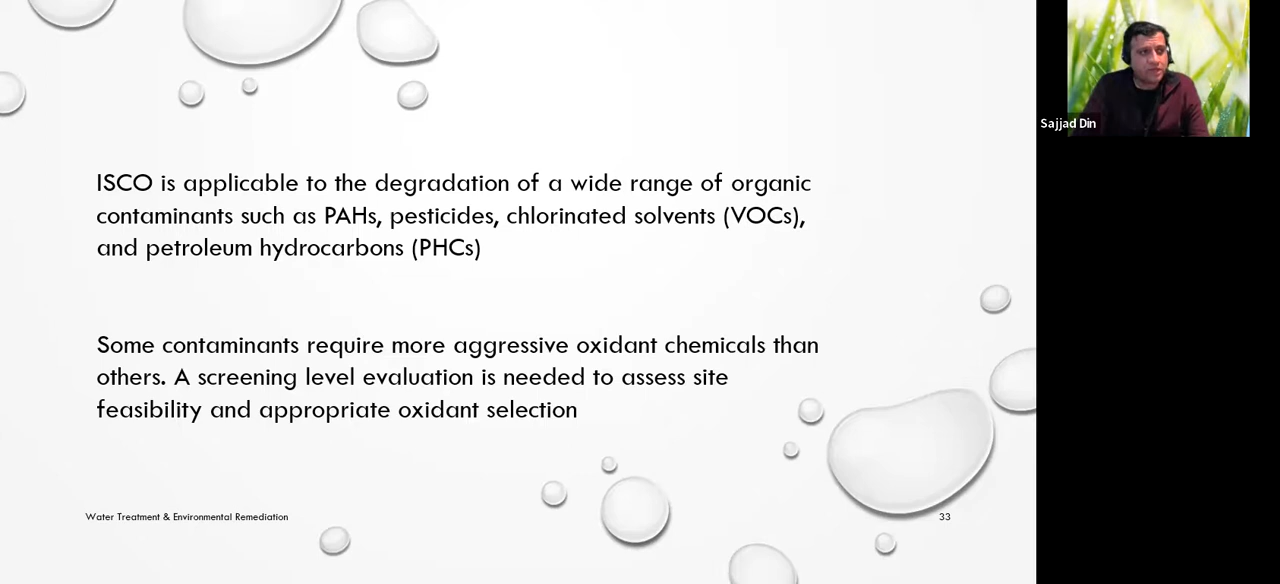 ISCO is applicable to the degradation of a wide range of organic
contaminants such as PAHs, pesticides, chlorinated solvents (VOCs),
and petroleum hydrocarbons (PHCs)
Some contaminants require more aggressive oxidant chemicals than
others. A screening level evaluation is needed to assess site
feasibility and appropriate oxidant selection
Water Treatment & Environmental Remediation
33
Sajjad Din